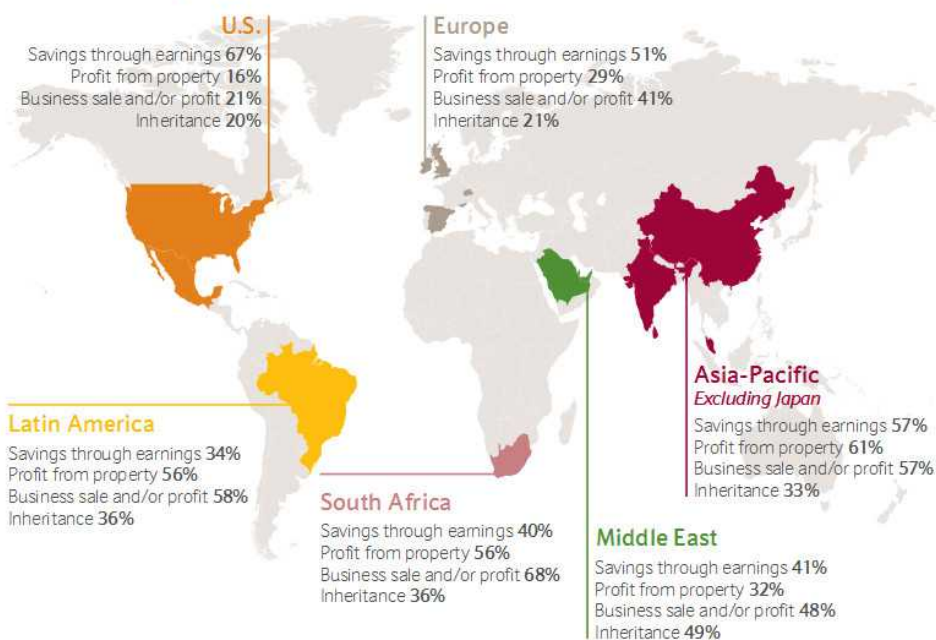 U.S.
Savings through earnings 67%
Profit from property 16%
Business sale and/or profit 21%
Inheritance 20%
Europe
Savings through earnings 51%
Profit from property 29%
Business sale and/or profit 41%
Inheritance 21%
Asia-Pacific
Excluding Japan
Savings through earnings 57%
Profit from property 61%
Business sale and/or profit 57%
Inheritance 33%
Latin America
Savings through earnings 34%
Profit from property 56%
Business sale and/or profit 58%
Inheritance 36%
South Africa
Savings through earnings 40%
Profit from property 56%
Business sale and/or profit 68%
Inheritance 36%
Middle East
Savings through earnings 41%
Profit from property 32%
Business sale and/or profit 48%
Inheritance 49%